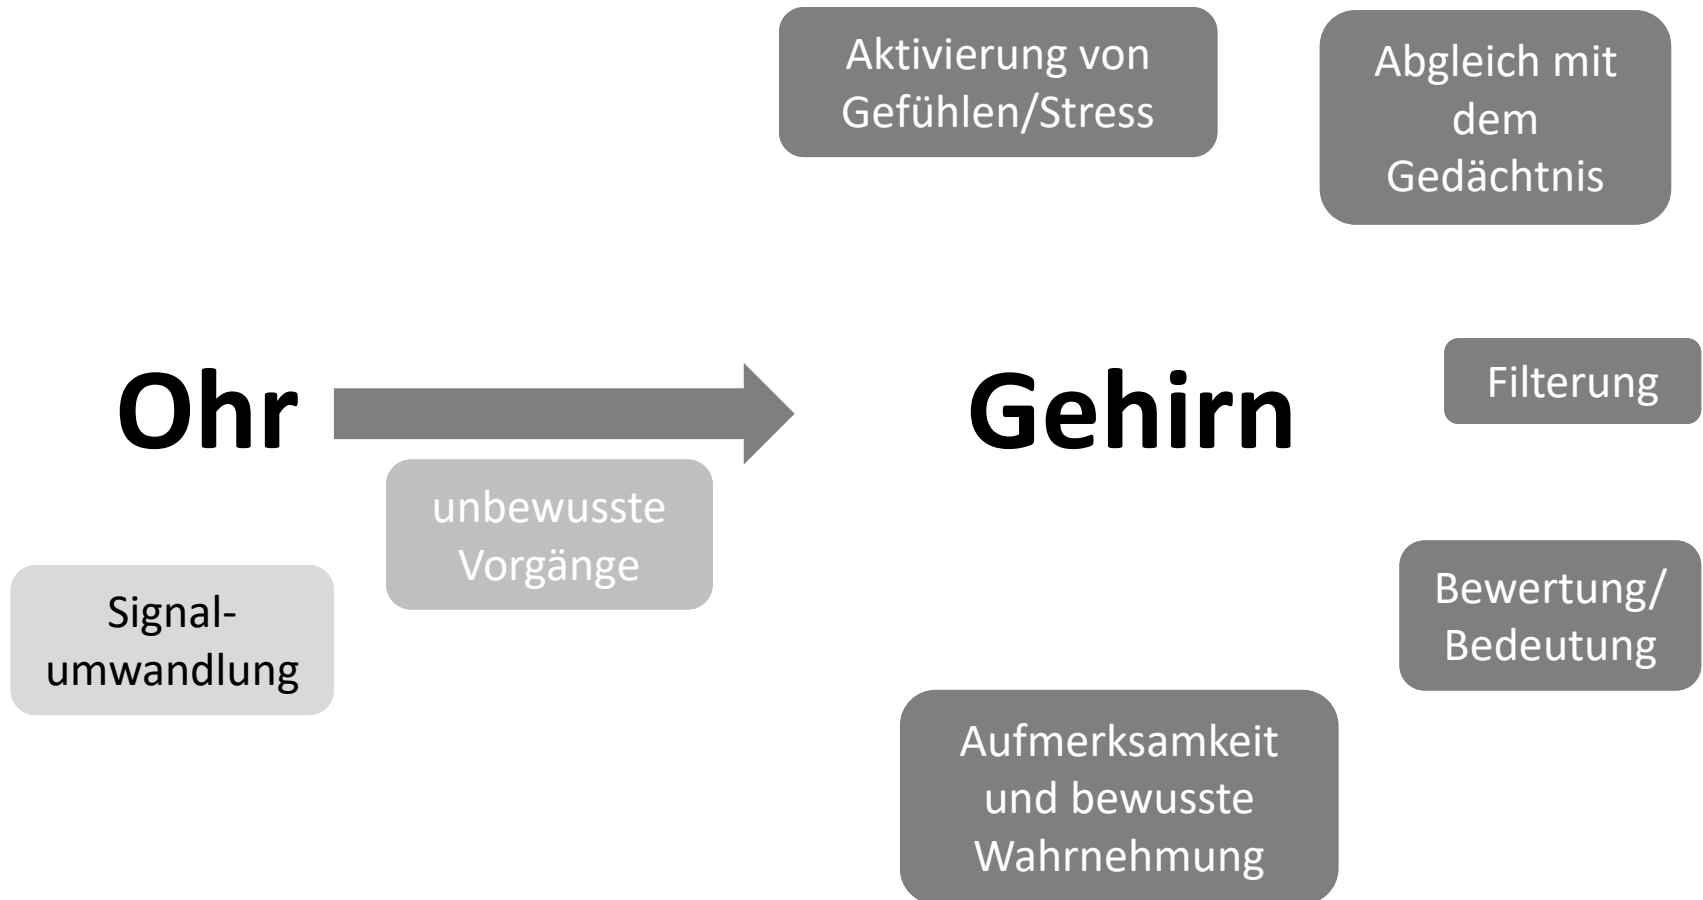 Aktivierung von
Gefühlen/Stress
Abgleich mit
dem
Gedächtnis
Ohr
Gehirn
Filterung
unbewusste
Vorgänge
Signal-
umwandlung
Bewertung/
Bedeutung
Aufmerksamkeit
und bewusste
Wahrnehmung